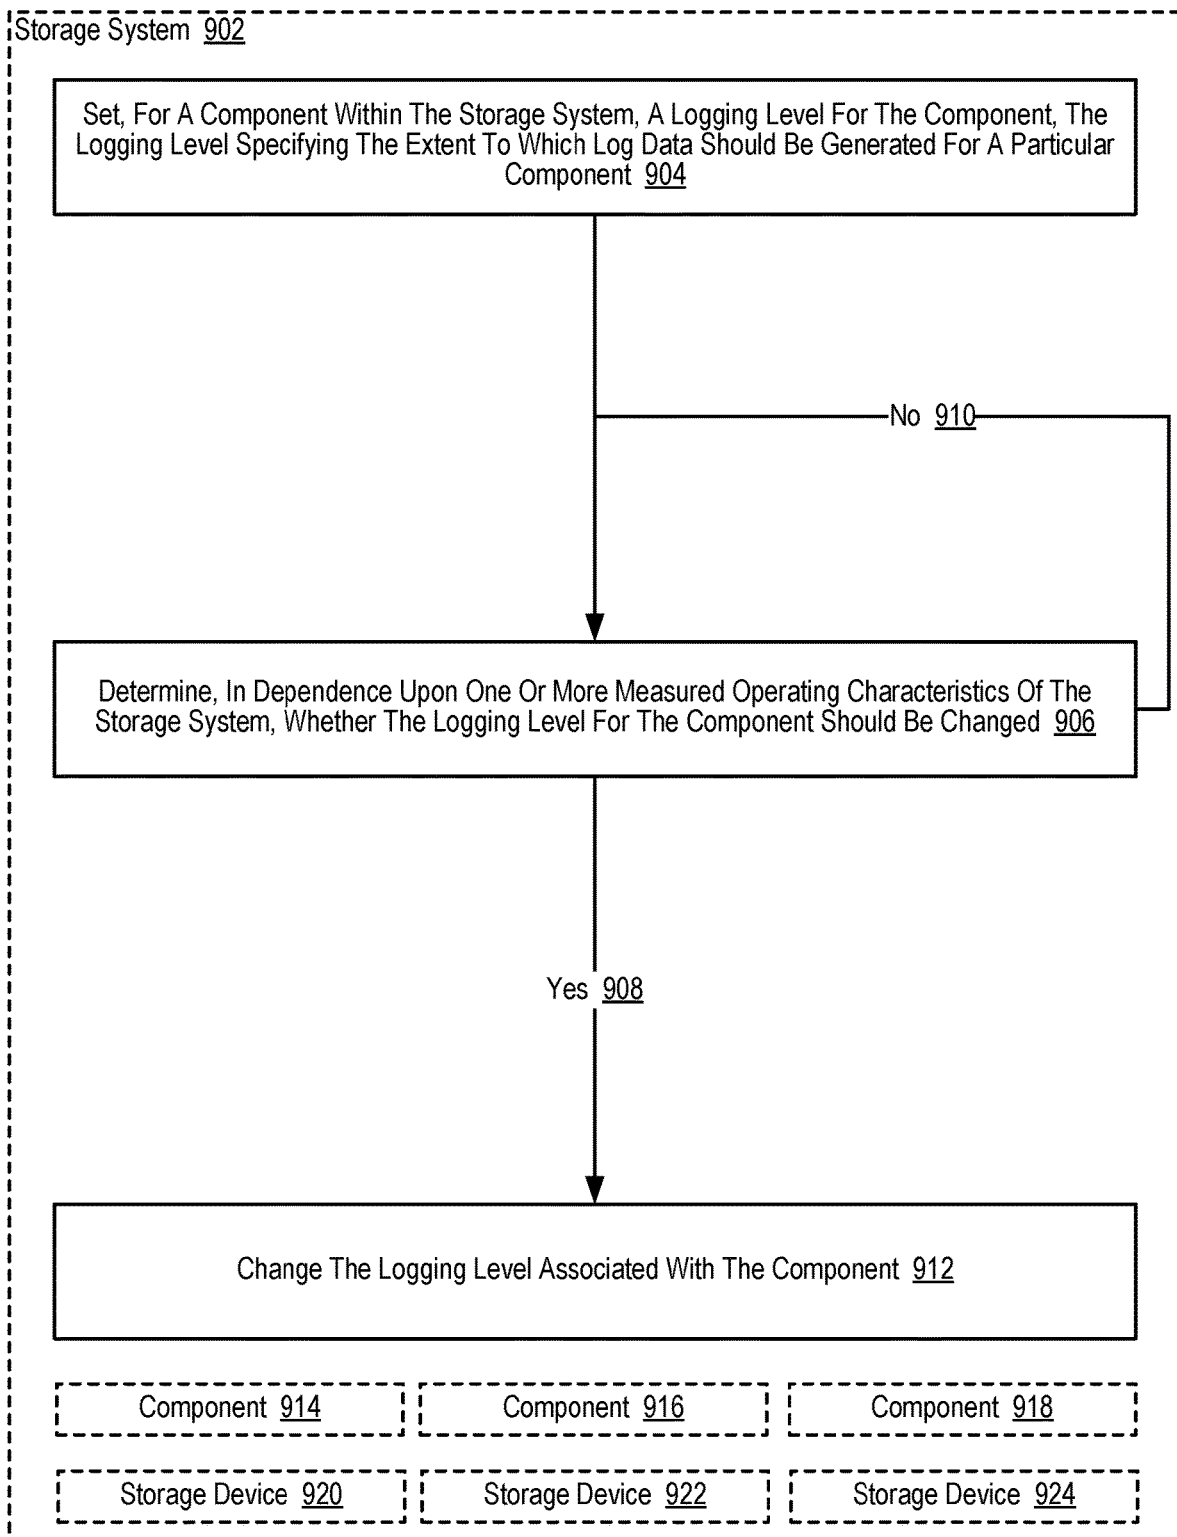 Storage System 902
Set, For A Component Within The Storage System, A Logging Level For The Component, The
Logging Level Specifying The Extent To Which Log Data Should Be Generated For A Particular
Component 904
No 910
Determine, In Dependence Upon One Or More Measured Operating Characteristics Of The
Storage System, Whether The Logging Level For The Component Should Be Changed 906
Yes 908
Change The Logging Level Associated With The Component 912
Component 914
Component 916
Component 918
Storage Device 920
Storage Device 922
Storage Device 924